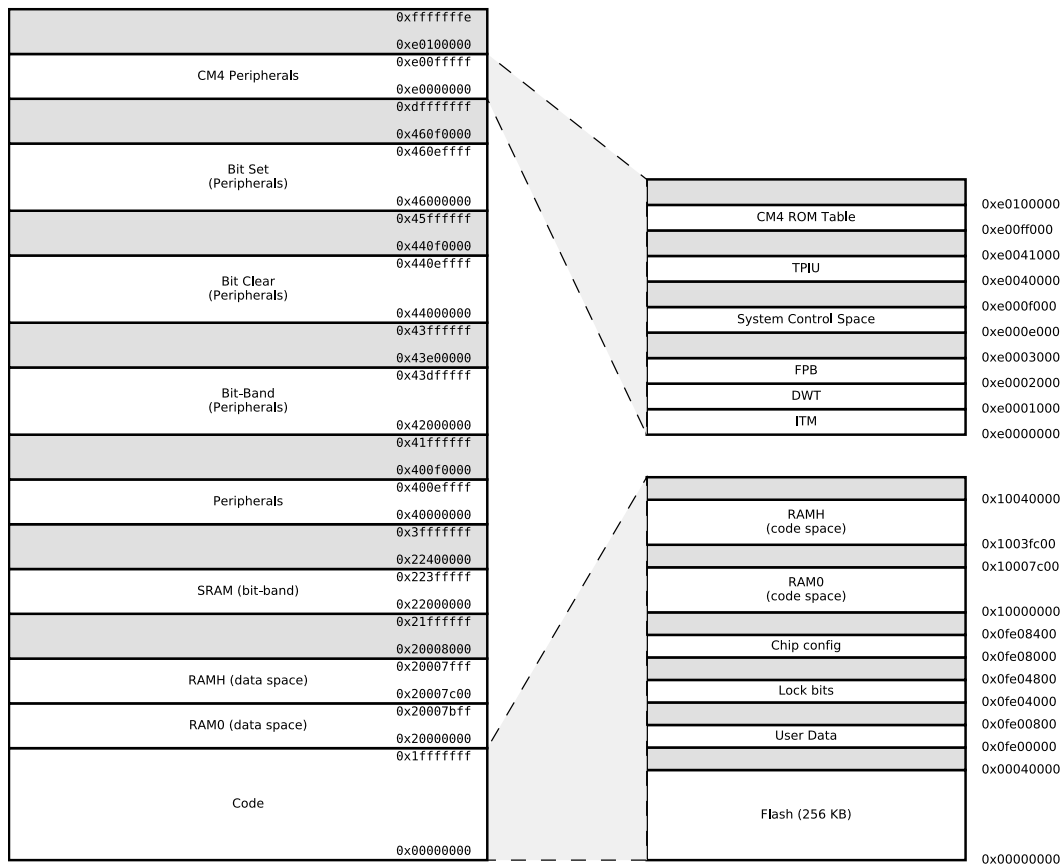 0xfffffffe
0xe0100000
0xe00fffff
CM4 Peripherals
0xe0000000
0xdfffffff
0x460f0000
0x460effff
Bit Set
(Peripherals)
0x46000000
0x45ffffff
0x440f0000
0x440effff
Bit Clear
(Peripherals)
0x44000000
0x43ffffff
0x43e00000
0x43dfffff
Bit-Band
(Peripherals)
0x42000000
0x41ffffff
0x400f0000
0x400effff
Peripherals
0x40000000
0x3fffffff
0x22400000
0x223fffff
SRAM (bit-band)
0x22000000
0x21ffffff
0x20008000
0x20007fff
RAMH (data space)
0x20007c00
0x20007bff
RAM0 (data space)
0x20000000
0x1fffffff
Code
0x00000000
0xe0100000
CM4 ROM Table
0xe00ff000
0xe0041000
TPIU
0xe0040000
0xe000f000
System Control Space
0xe000e000
0xe0003000
FPB
0xe0002000
DWT
0xe0001000
ITM
0xe0000000
0x10040000
RAMH
(code space)
0x1003fc00
0x10007c00
RAM0
(code space)
0x10000000
0x0fe08400
Chip config
0x0fe08000
0x0fe04800
Lock bits
0x0fe04000
0x0fe00800
User Data
0x0fe00000
0x00040000
Flash (256 KB)
0x00000000